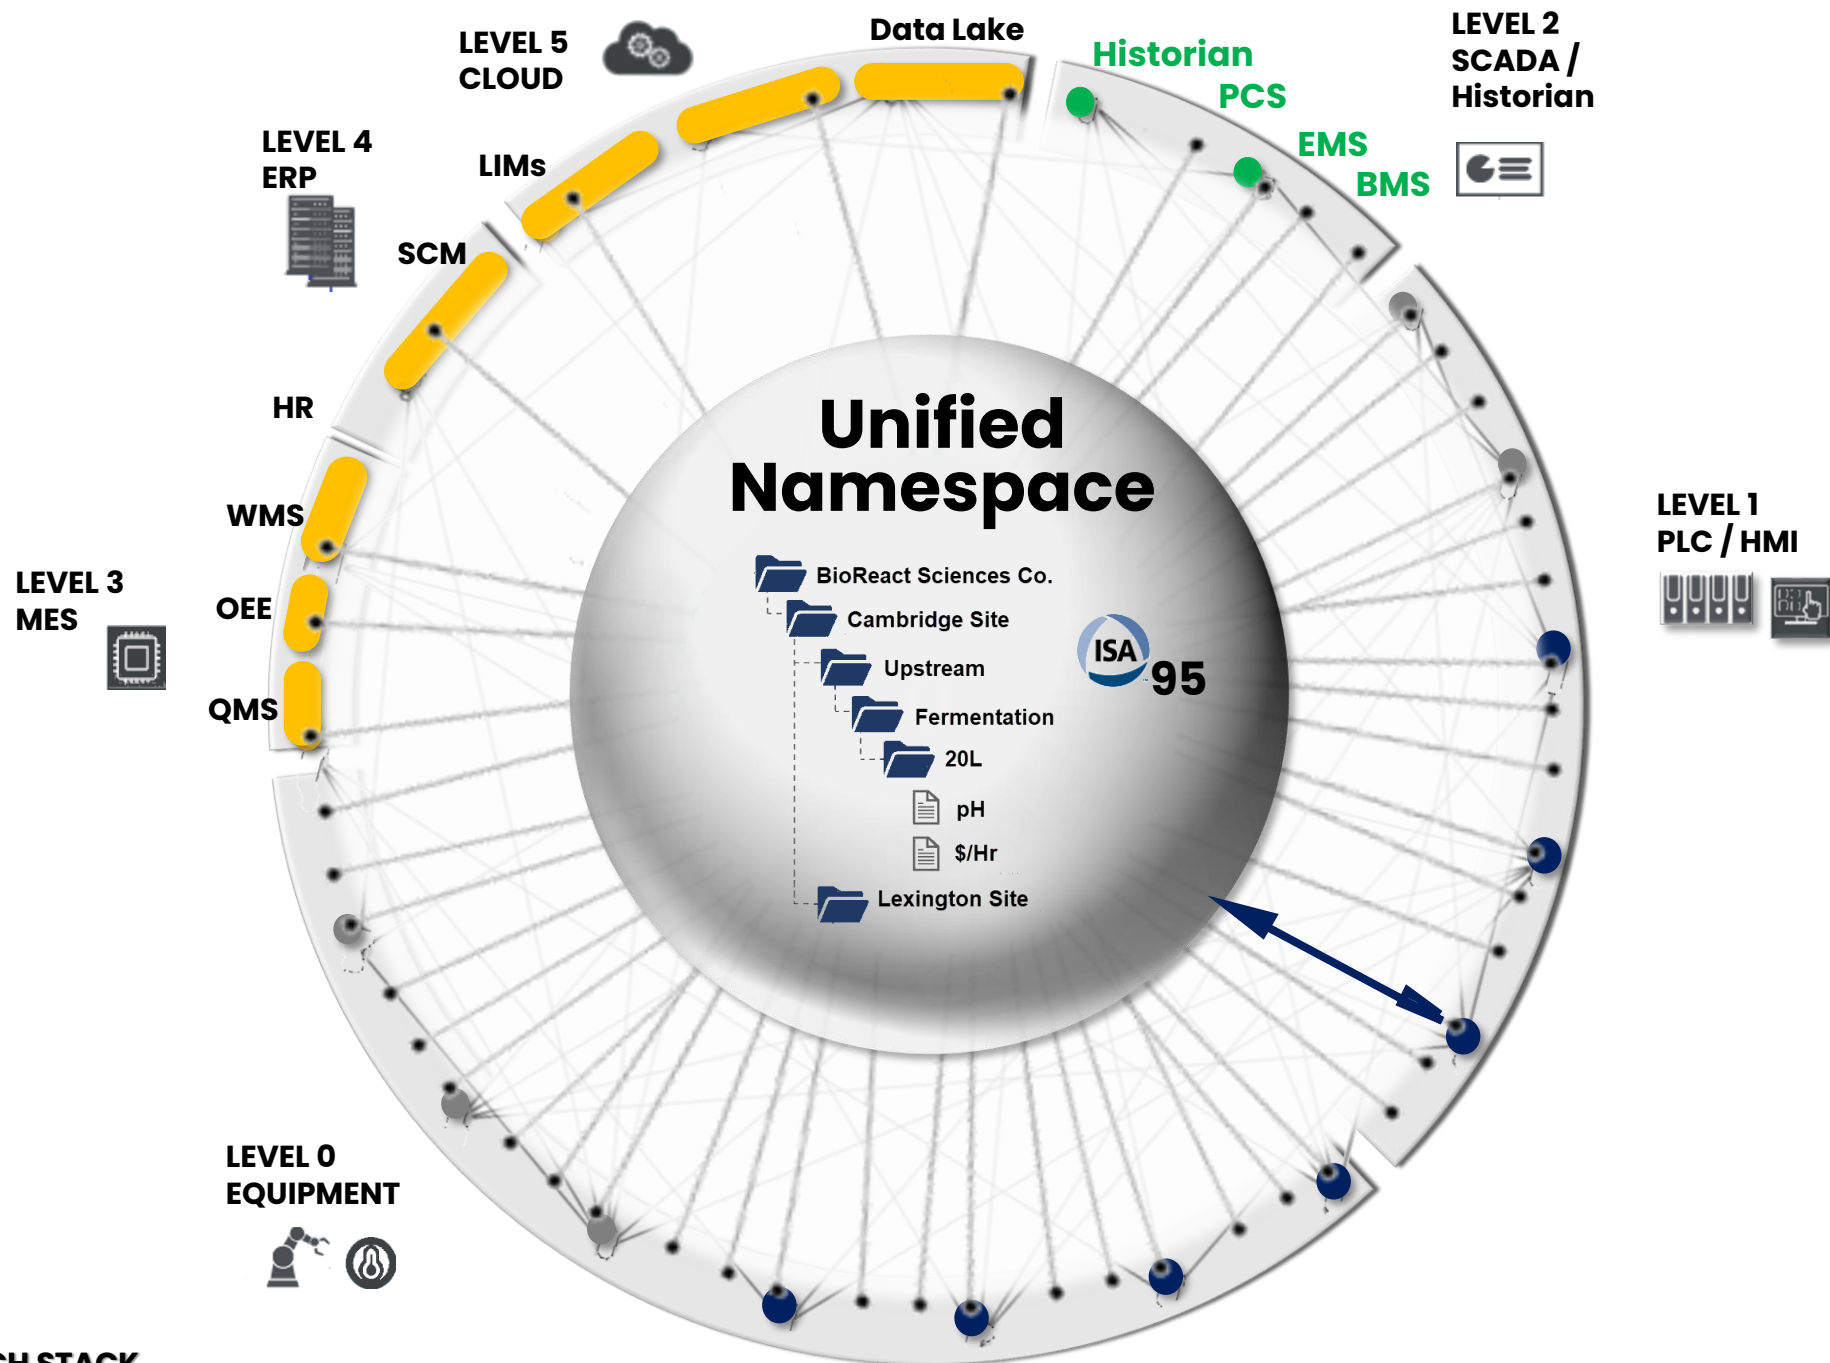 LEVEL 5
CLOUD
Data Lake
Historian
PCS
EMS
BMS
LEVEL 2
SCADA /
Historian
LEVEL 4
ERP
LIMs
SCM
HR
WMS
OEE
QMS
LEVEL 3
MES
LEVEL 1
PLC / HMI
Unified
Namespace
BioReact Sciences Co.
Cambridge Site
Upstream
Fermentation
20L
pH
$/Hr
Lexington Site
ISA
95
LEVEL 0
EQUIPMENT
STACK